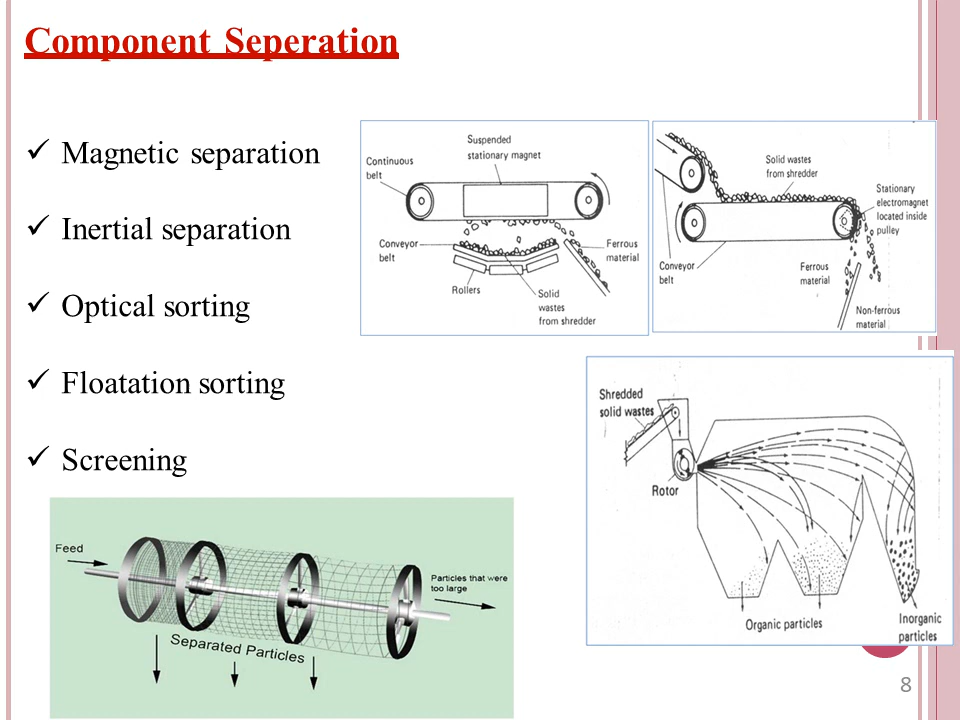 Component Seperation
✓ Magnetic separation
✓ Inertial separation
✓ Optical sorting
✓ Floatation sorting
✓ Screening
Suspended
stationary magnet
Continuous
belt
Conveyor
belt
Rollers
Ferrous
material
Solid
wastes
from shredder
Solid wastes
from shredder
Stationary
electromagnet
located inside
pulley
Conveyor
belt
Ferrous
material
Non-ferrous
material
Shredded
solid wastes
Rotor
Organic particles
Inorganic
particles
Feed
Particles that were
too large
Separated Particles
8